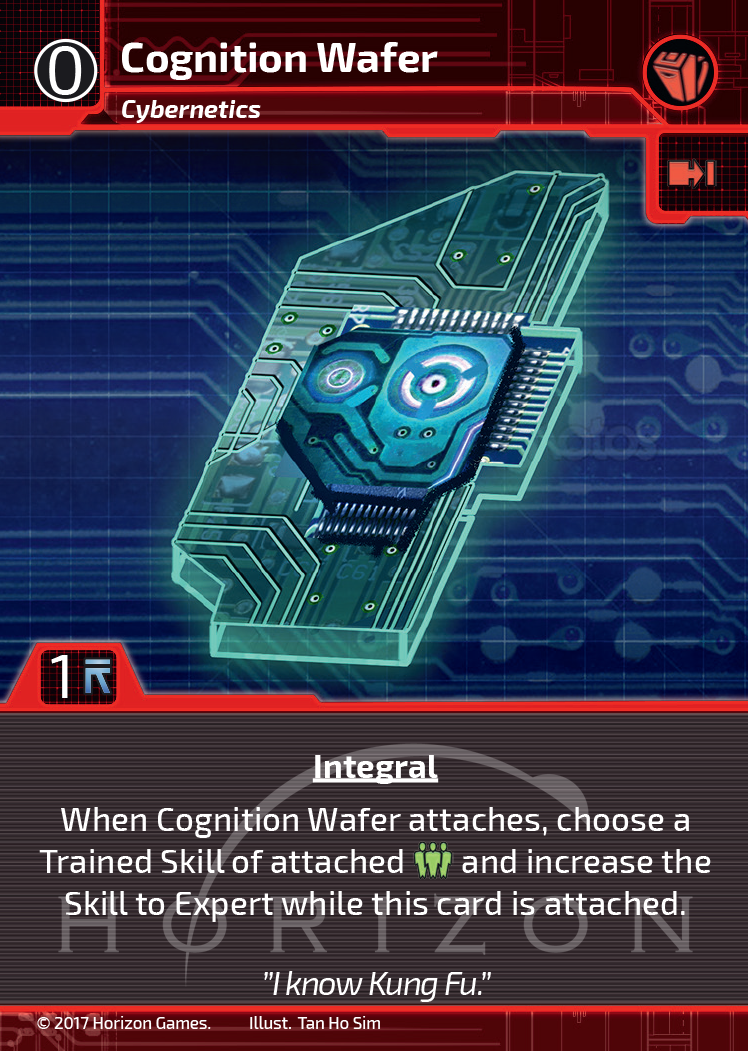 0
Cognition Wafer
Cybernetics
1
Integral
When Cognition Wafer attaches, choose a
Trained Skill of attached and increase the
Skill to Expert while this card is attached.
HORIZON
"I know Kung Fu."
© 2017 Horizon Games. Illust. Tan Ho Sim